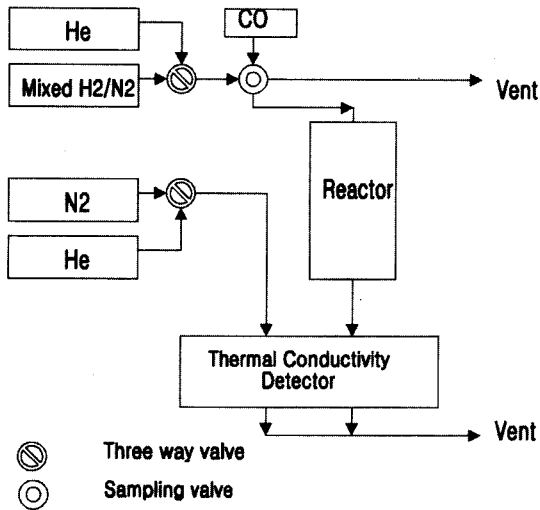 He
CO
Mixed H2/N2
Vent
Reactor
N2
He
Thermal Conductivity
Detector
Vent
Three way valve
Sampling valve